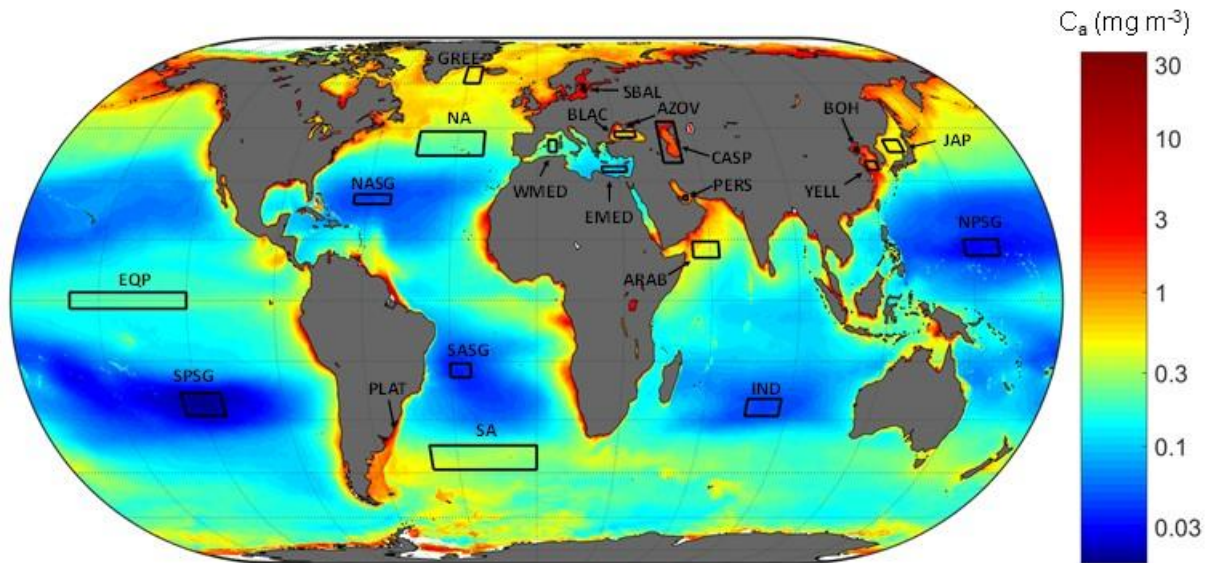 Cₐ (mg m⁻³)
GREE
SBAL
BLAC
AZOV
BOH
NA
JAP
CASP
WMED
PERS
YELL
NASG
EMED
NPSG
ARAB
EQP
SASG
SPSG
PLAT
IND
SA
30
10
3
1
0.3
0.1
0.03